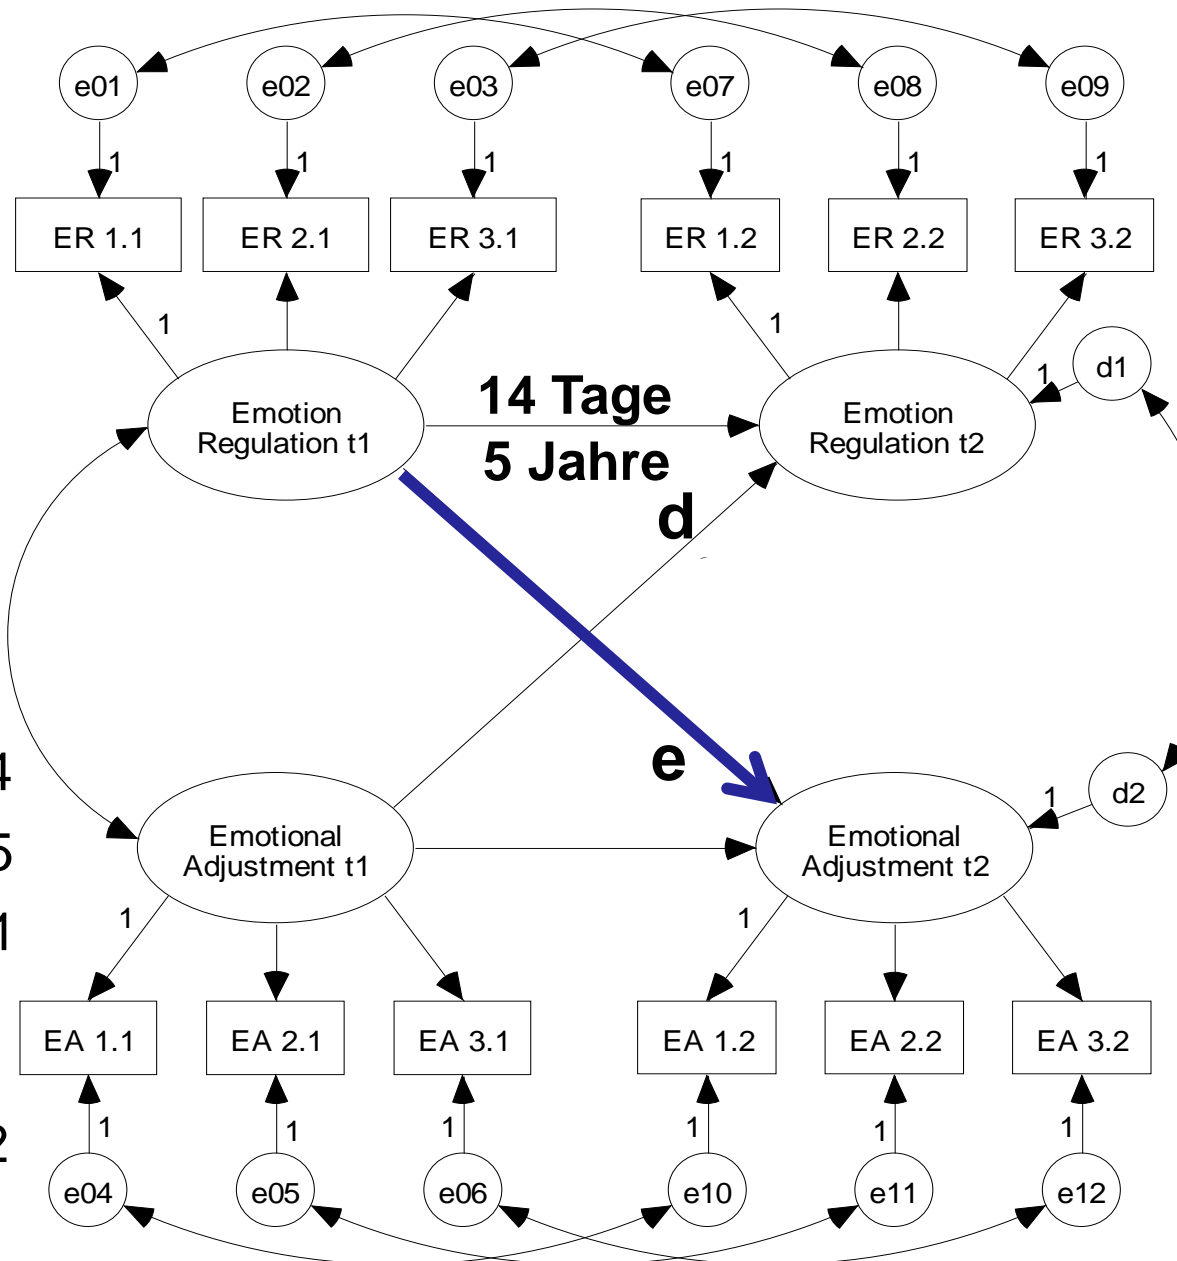 e01 e02 e03 e07 e08 e09
1 1 1 1 1 1
ER 1.1 ER 2.1 ER 3.1 ER 1.2 ER 2.2 ER 3.2
1 1
1 d1
Emotion
Regulation t1
14 Tage
5 Jahre
Emotion
Regulation t2
d
e
4
5
1
2
1 d2
Emotional
Adjustment t1
Emotional
Adjustment t2
1 1
EA 1.1 EA 2.1 EA 3.1 EA 1.2 EA 2.2 EA 3.2
1 1 1 1 1 1
e04 e05 e06 e10 e11 e12